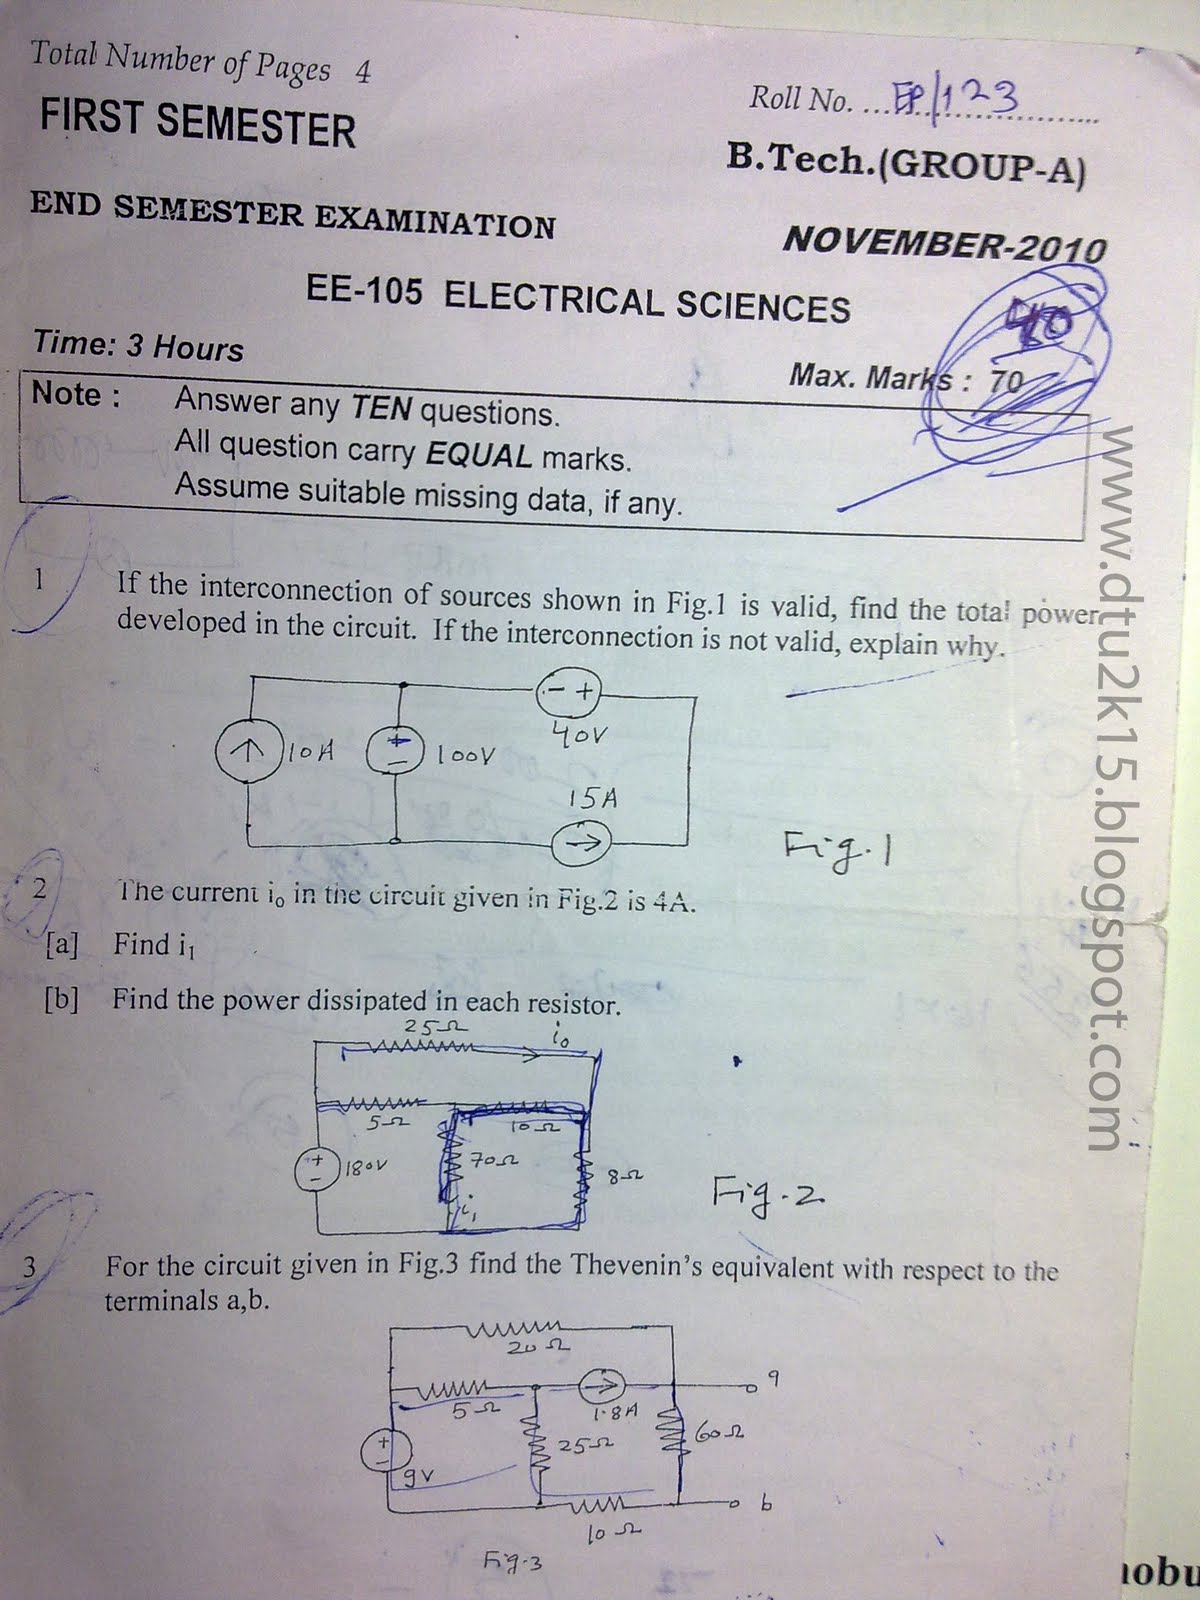 Total Number of Pages 4
Roll No. ...EP/123...
FIRST SEMESTER
B.Tech.(GROUP-A)
END SEMESTER EXAMINATION
NOVEMBER-2010
EE-105 ELECTRICAL SCIENCES
40
Time: 3 Hours
Max. Marks : 70
Note : Answer any TEN questions.
All question carry EQUAL marks.
Assume suitable missing data, if any.
www.dtu2k15.blogspot.com
1 If the interconnection of sources shown in Fig.1 is valid, find the total power
developed in the circuit. If the interconnection is not valid, explain why.
- +
40V
10A
+
-
100V
15A
Fig.1
2 The current i₀ in the circuit given in Fig.2 is 4A.
[a] Find i₁
[b] Find the power dissipated in each resistor.
25Ω
i₀
5Ω
10Ω
+
-
180V
70Ω
8Ω
i₁
Fig.2
3 For the circuit given in Fig.3 find the Thevenin's equivalent with respect to the
terminals a,b.
20Ω
a
5Ω
1.8A
25Ω
60Ω
+
-
9V
b
10Ω
Fig.3